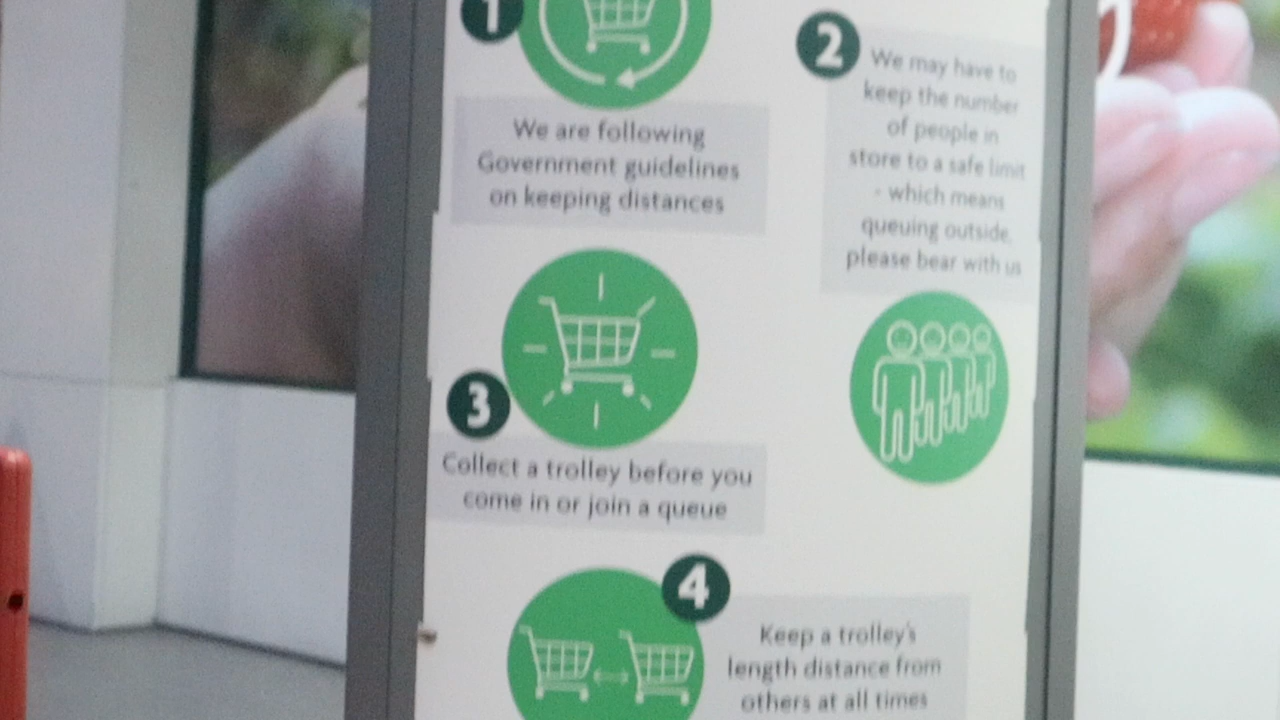 1
We are following
Government guidelines
on keeping distances
2
We may have to
keep the number
of people in
store to a safe limit
- which means
queuing outside,
please bear with us
3
Collect a trolley before you
come in or join a queue
4
Keep a trolley's
length distance from
others at all times